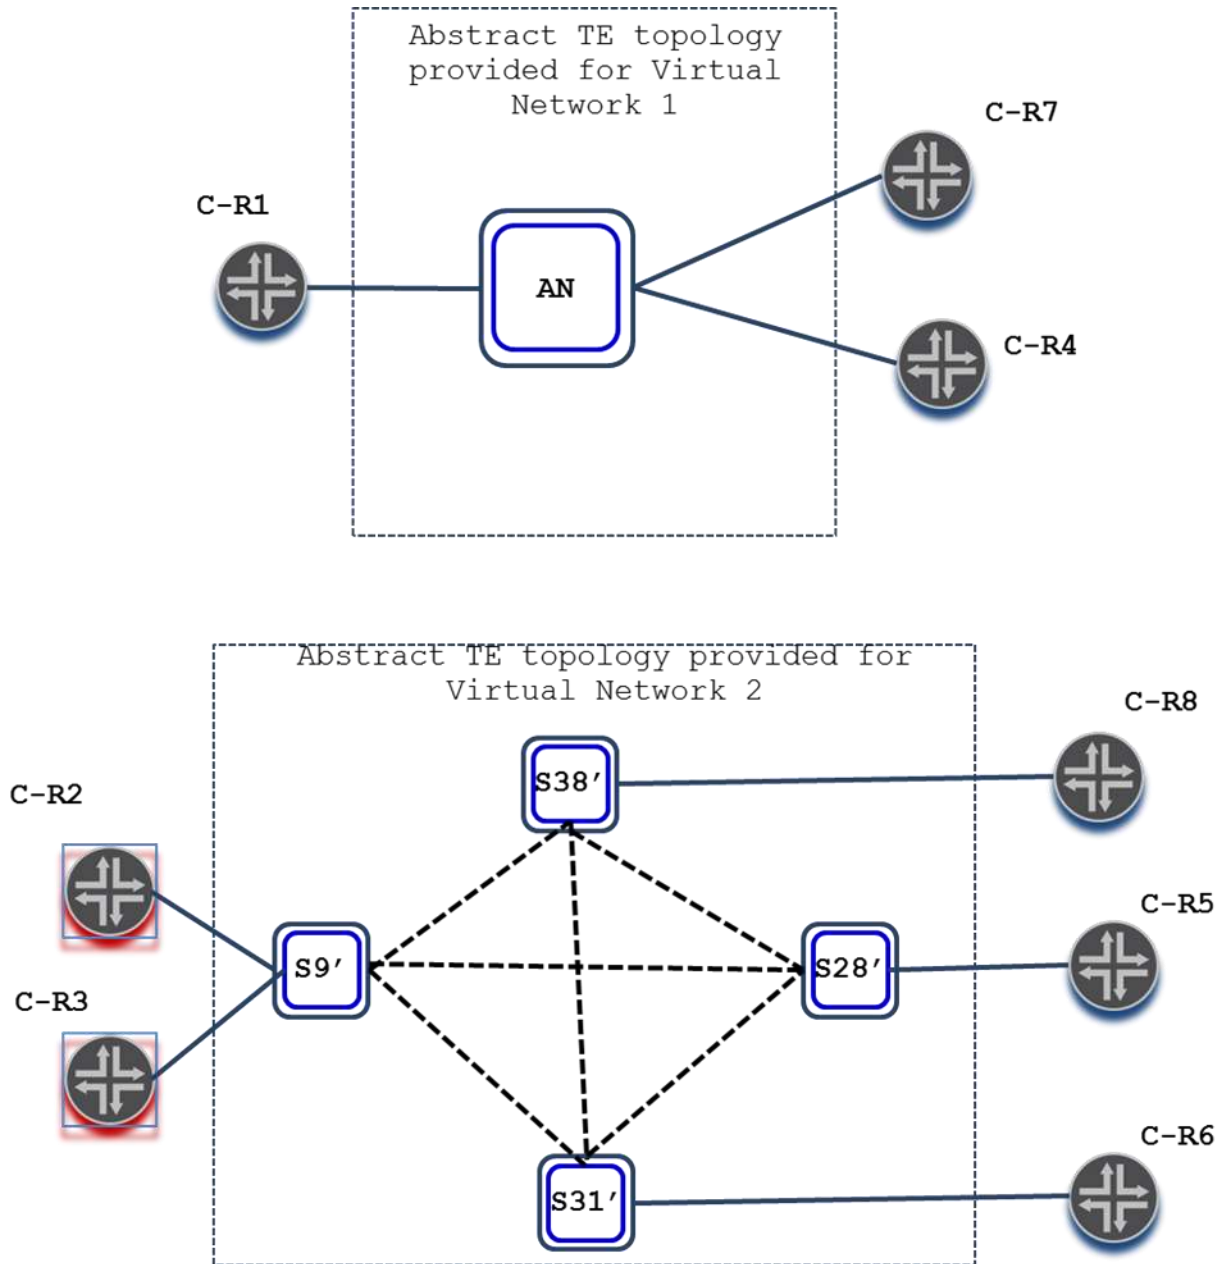 Abstract TE topology
provided for Virtual
Network 1
C-R7
C-R1
AN
C-R4
Abstract TE topology provided for
Virtual Network 2
C-R8
S38′
C-R2
C-R5
S9′
S28′
C-R3
C-R6
S31′